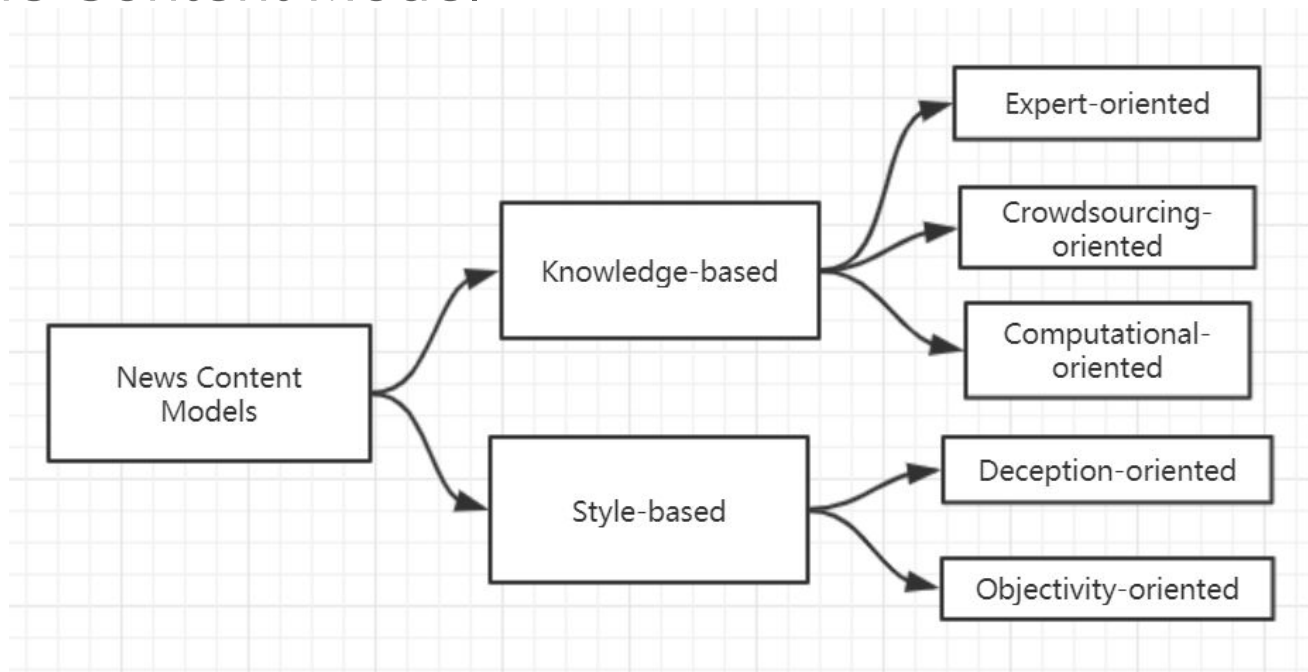 News Content
Models
Knowledge-based
Style-based
Expert-oriented
Crowdsourcing-
oriented
Computational-
oriented
Deception-oriented
Objectivity-oriented